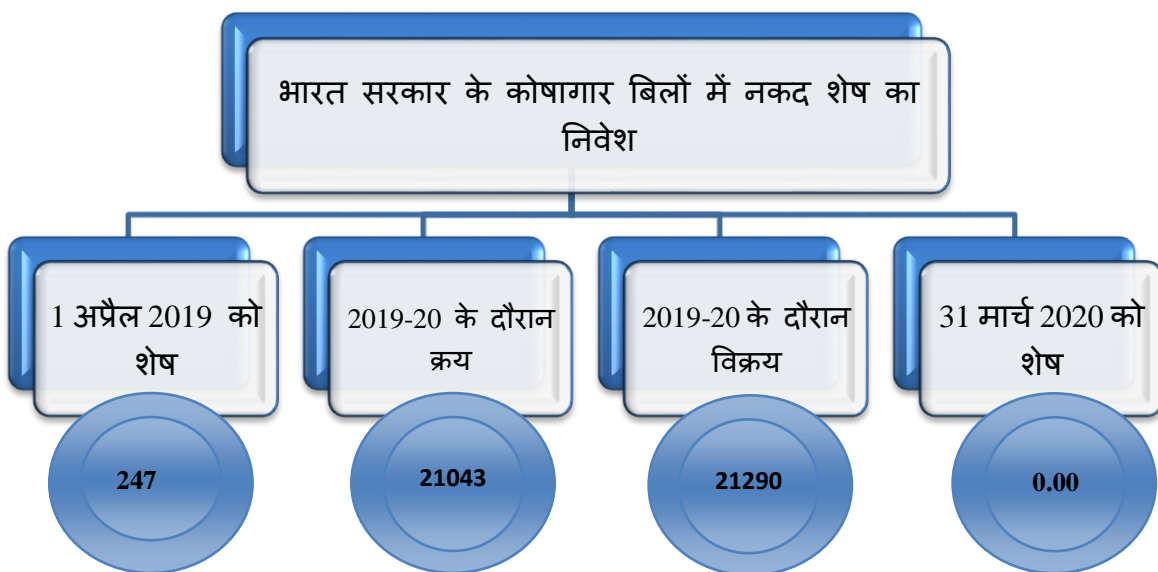 भारत सरकार के कोषागार बिलों में नकद शेष का
निवेश
1 अप्रैल 2019 को
शेष
2019-20 के दौरान
क्रय
2019-20 के दौरान
विक्रय
31 मार्च 2020 को
शेष
247
21043
21290
0.00